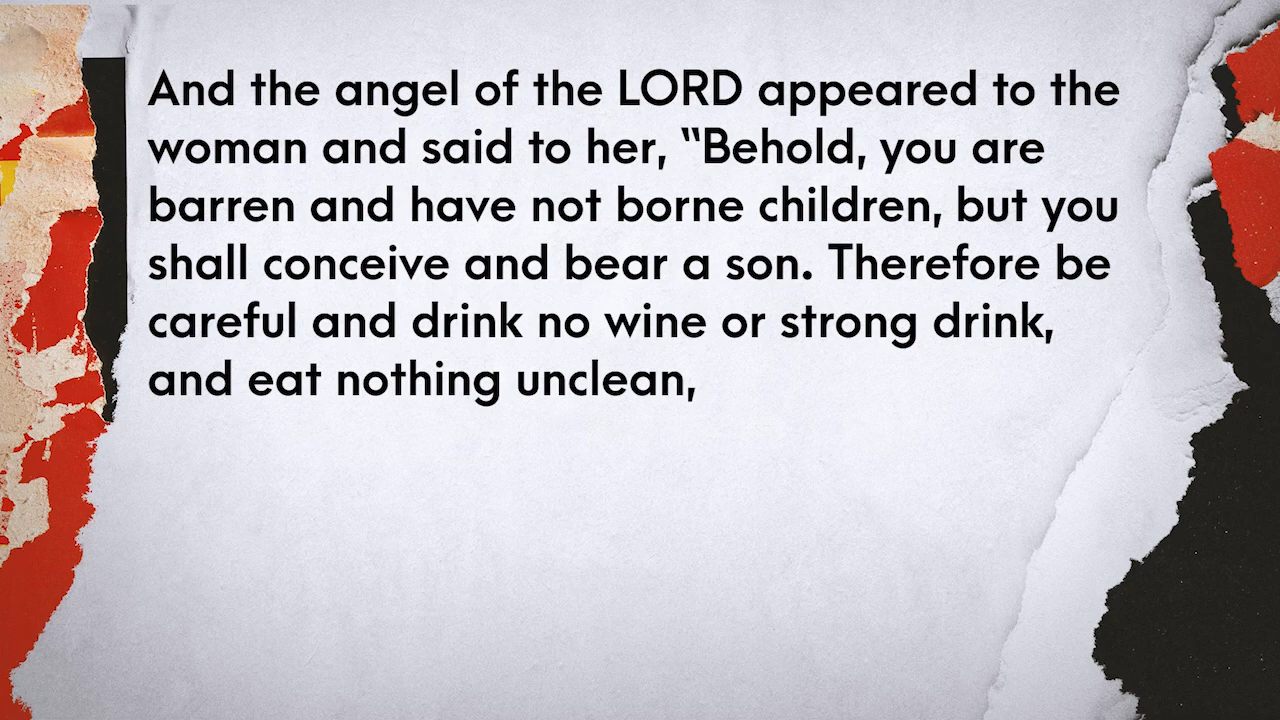 And the angel of the LORD appeared to the
woman and said to her, “Behold, you are
barren and have not borne children, but you
shall conceive and bear a son. Therefore be
careful and drink no wine or strong drink,
and eat nothing unclean,